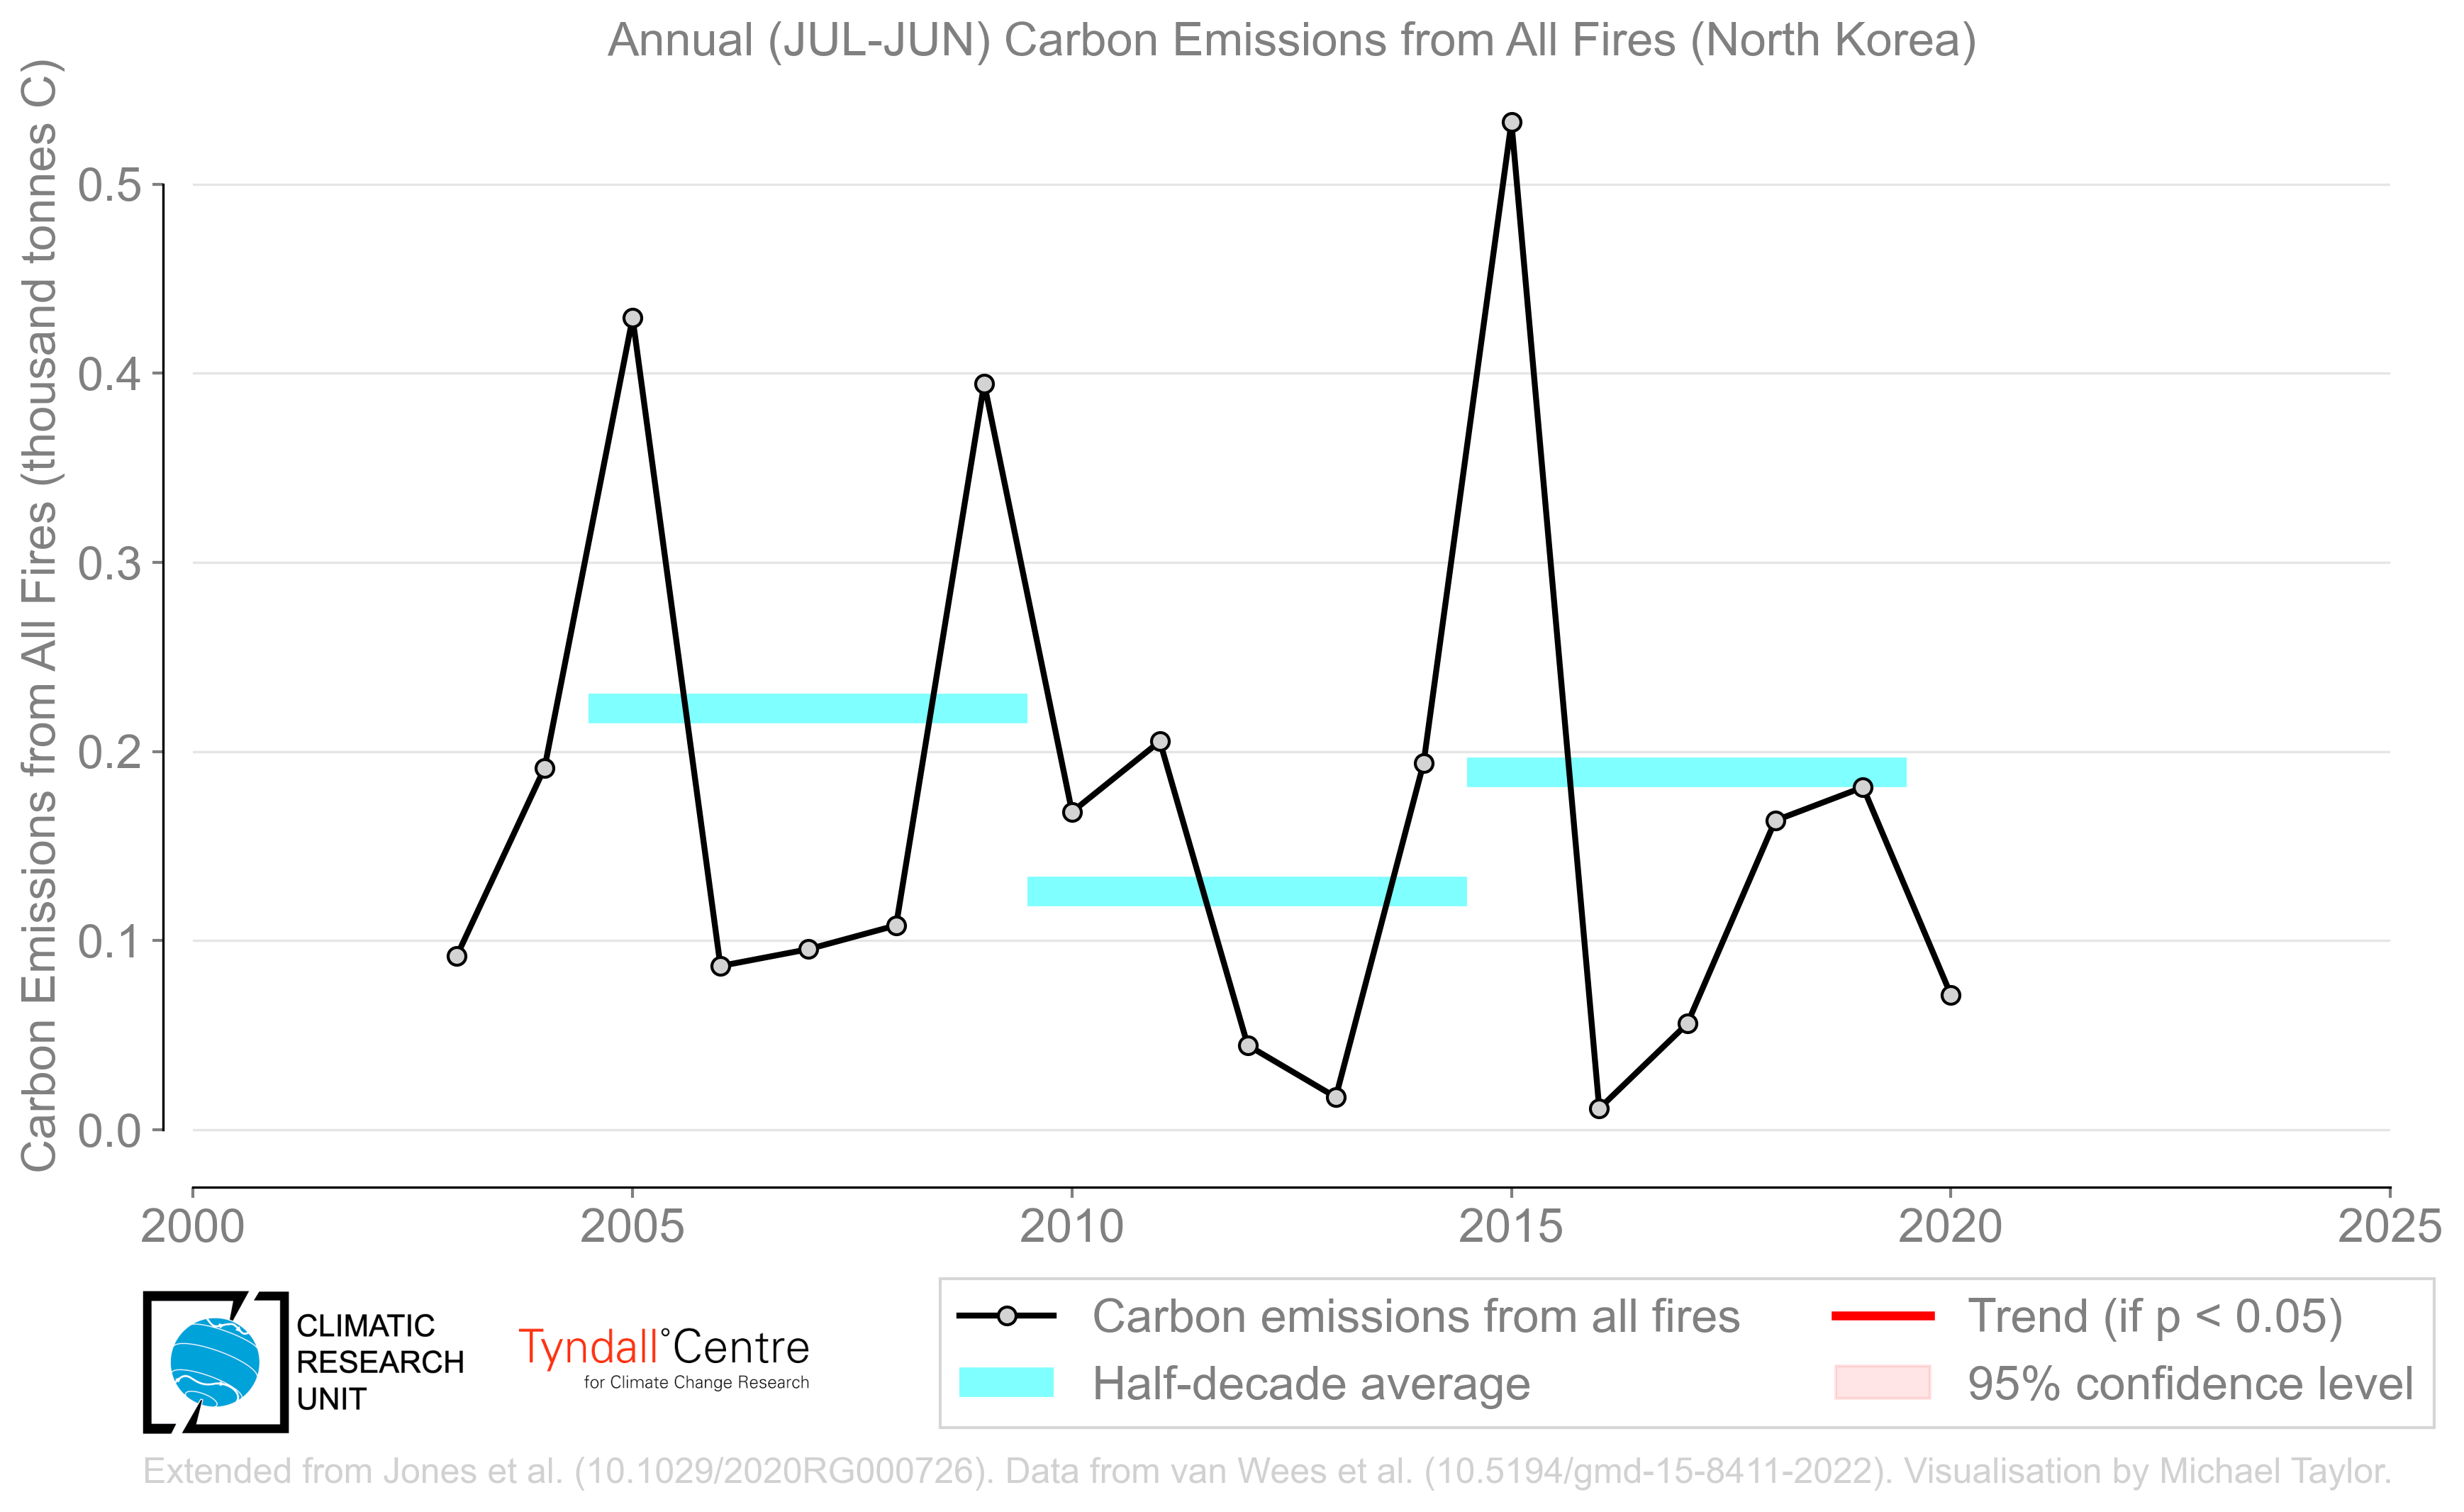 Annual (JUL-JUN) Carbon Emissions from All Fires (North Korea)
Carbon Emissions from All Fires (thousand tonnes C)
0.5
0.4
0.3
0.2
0.1
0.0
2000 2005 2010 2015 2020 2025
CLIMATIC
RESEARCH
UNIT
Tyndall°Centre
for Climate Change Research
Carbon emissions from all fires
Half-decade average
Trend (if p < 0.05)
95% confidence level
Extended from Jones et al. (10.1029/2020RG000726). Data from van Wees et al. (10.5194/gmd-15-8411-2022). Visualisation by Michael Taylor.